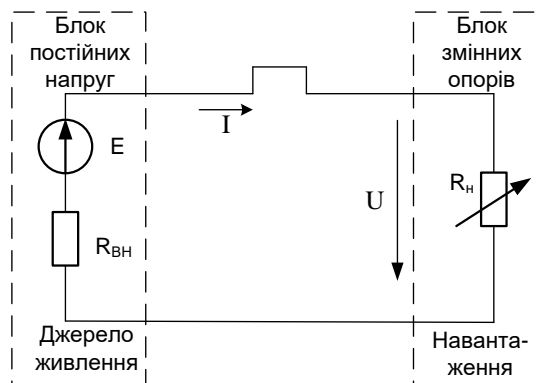 Блок
постійних
напруг
Блок
змінних
опорів
I
E
U
Rн
RВН
Джерело
живлення
Наванта-
ження